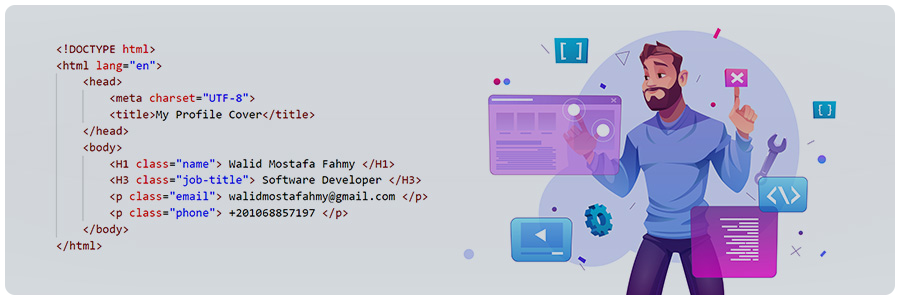 <!DOCTYPE html>
<html lang="en">
<head>
<meta charset="UTF-8">
<title>My Profile Cover</title>
</head>
<body>
<H1 class="name"> Walid Mostafa Fahmy </H1>
<H3 class="job-title"> Software Developer </H3>
<p class="email"> walidmostafahmy@gmail.com </p>
<p class="phone"> +201068857197 </p>
</body>
</html>
[ ]
[ ]
<\>